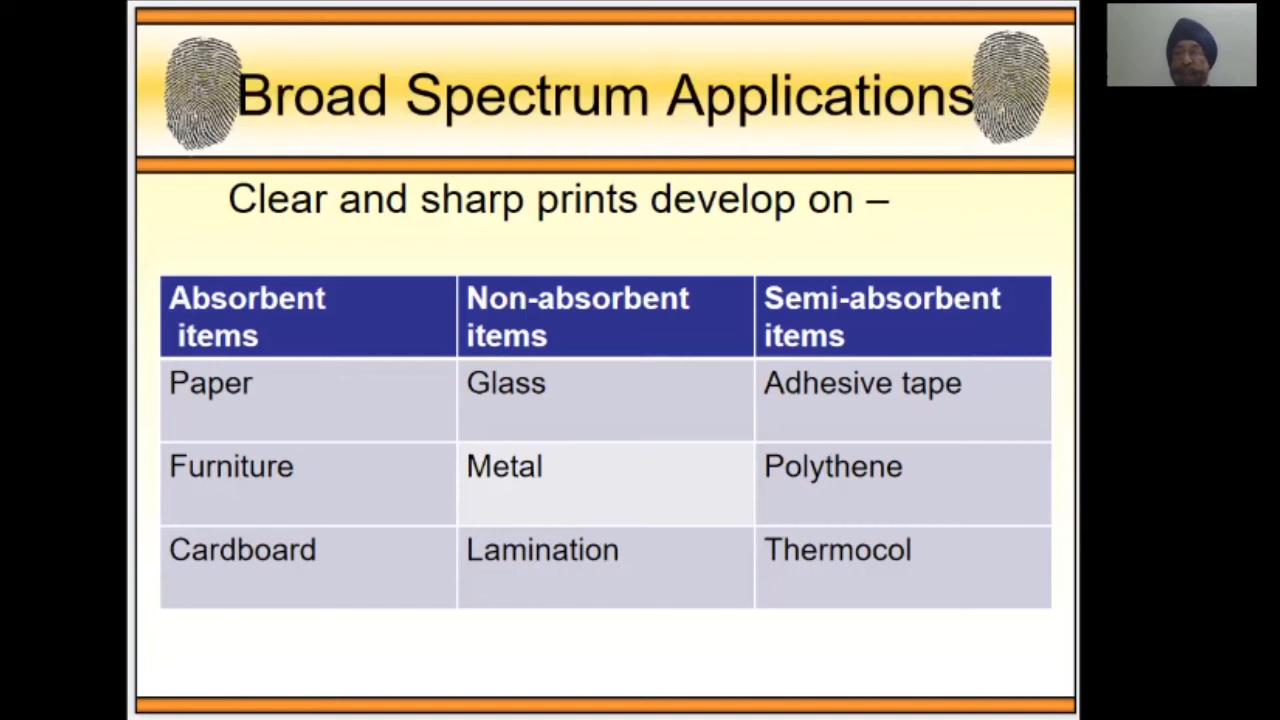 Broad Spectrum Applications
Clear and sharp prints develop on –
Absorbent items
Non-absorbent items
Semi-absorbent items
Paper
Glass
Adhesive tape
Furniture
Metal
Polythene
Cardboard
Lamination
Thermocol